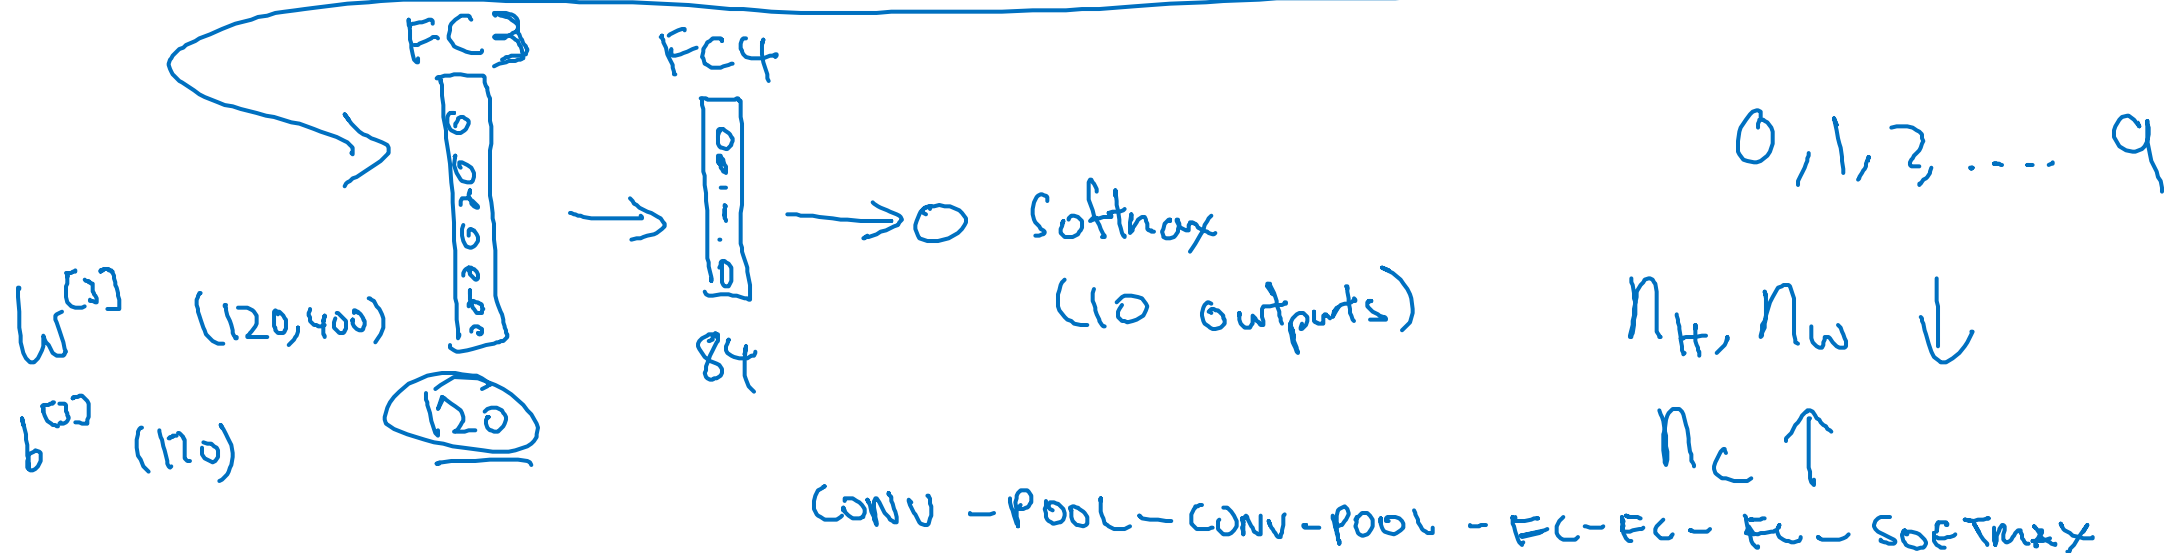 FC3
FC4
0, 1, 2, .... 9
Softmax
(10 outputs)
W[3] (120,400)
n_H, n_W ↓
84
b[3] (120)
120
n_C ↑
CONV - POOL - CONV - POOL - FC - FC - FC - SOFTMAX